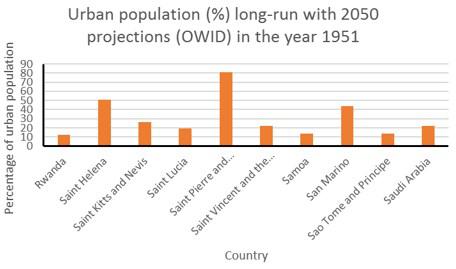 Urban population (%) long-run with 2050
projections (OWID) in the year 1951
Percentage of urban population
90
80
70
60
50
40
30
20
10
0
Rwanda
Saint Helena
Saint Kitts and Nevis
Saint Lucia
Saint Pierre and...
Saint Vincent and the...
Samoa
San Marino
Sao Tome and Principe
Saudi Arabia
Country